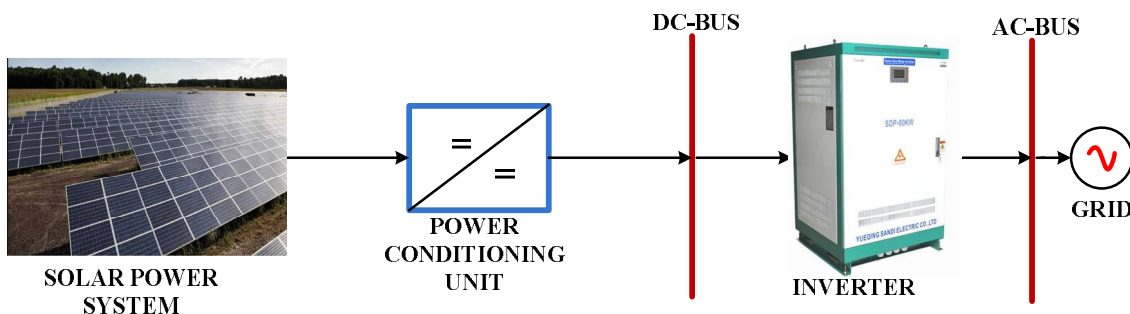 DC-BUS
AC-BUS
SDP-60KW
YUEQING SANDI ELECTRIC CO.,LTD
=
=
SOLAR POWER
SYSTEM
POWER
CONDITIONING
UNIT
INVERTER
GRID